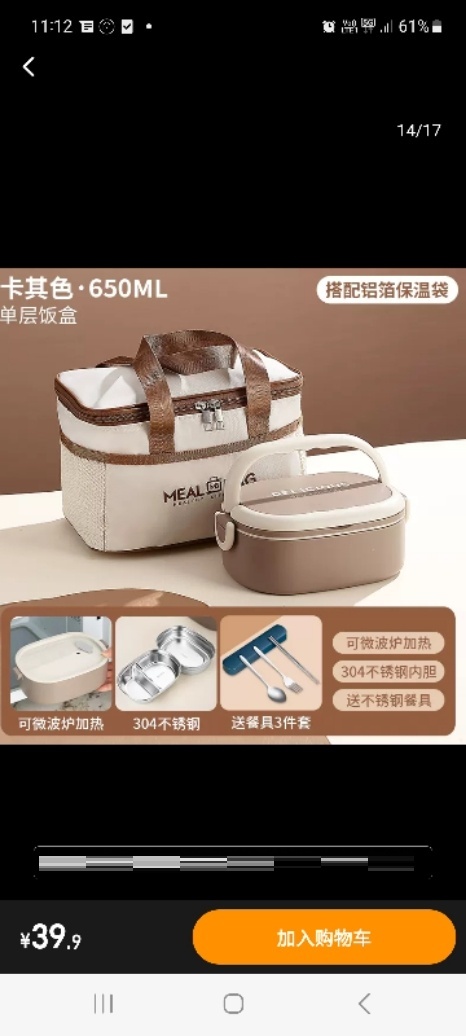 11:12
61%
14/17
卡其色·650ML
单层饭盒
搭配铝箔保温袋
MEAL BAG
DELICIOUS
可微波炉加热
304不锈钢内胆
送不锈钢餐具
可微波炉加热
304不锈钢
送餐具3件套
¥39.9
加入购物车